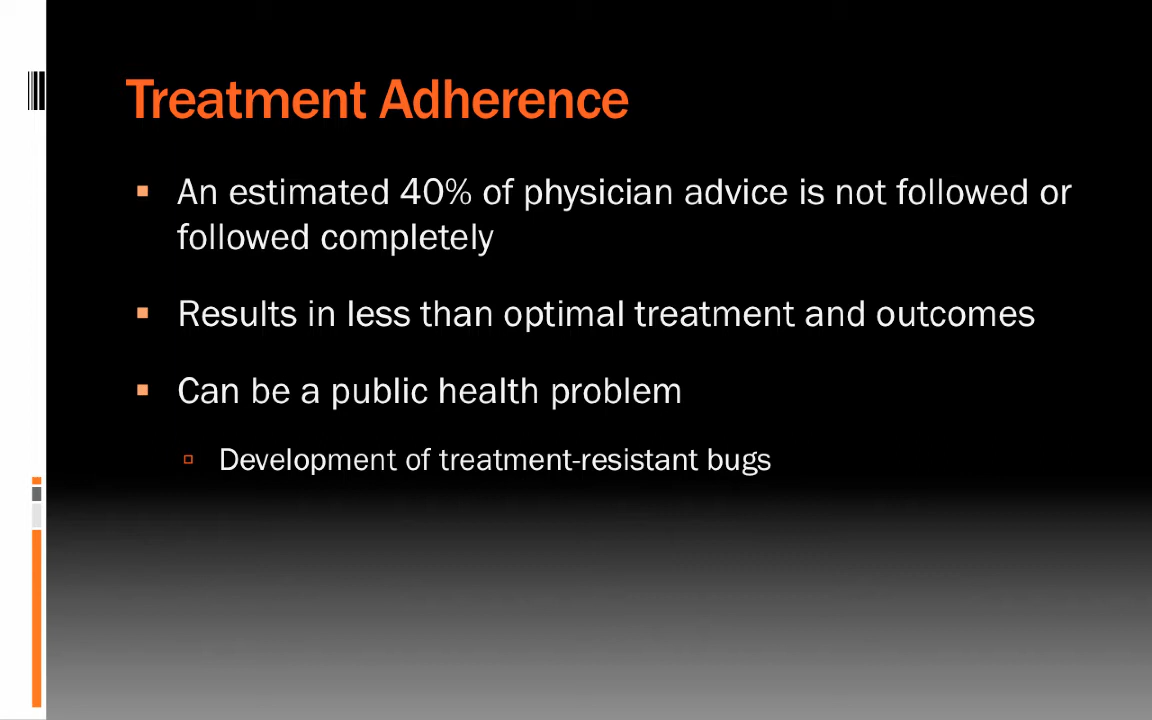 Treatment Adherence
An estimated 40% of physician advice is not followed or
followed completely
Results in less than optimal treatment and outcomes
Can be a public health problem
Development of treatment-resistant bugs